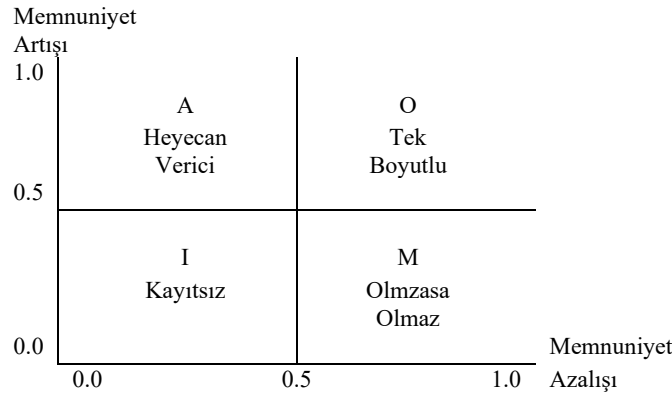 Memnuniyet
Artışı
1.0
A
Heyecan
Verici
O
Tek
Boyutlu
0.5
I
Kayıtsız
M
Olmzasa
Olmaz
0.0
Memnuniyet
0.0
0.5
1.0
Azalışı